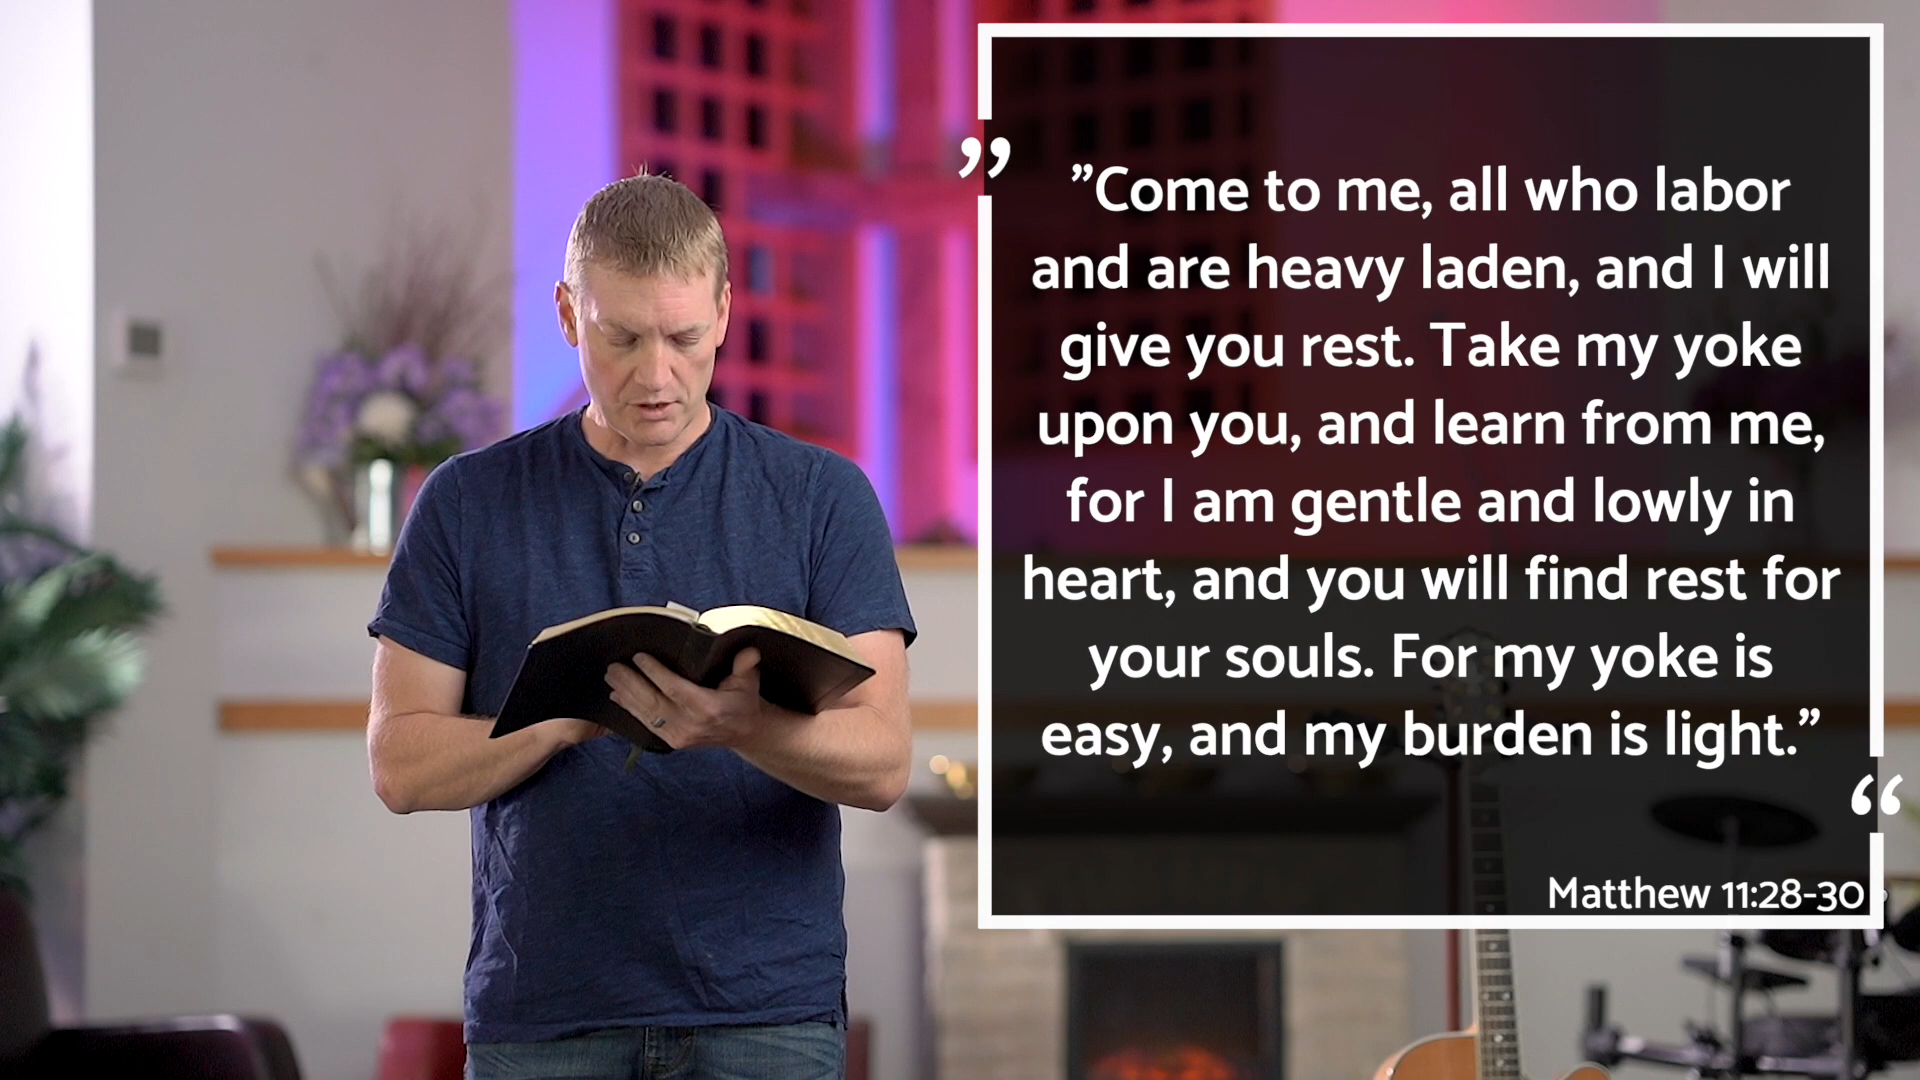 ”Come to me, all who labor
and are heavy laden, and I will
give you rest. Take my yoke
upon you, and learn from me,
for I am gentle and lowly in
heart, and you will find rest for
your souls. For my yoke is
easy, and my burden is light.”
Matthew 11:28-30